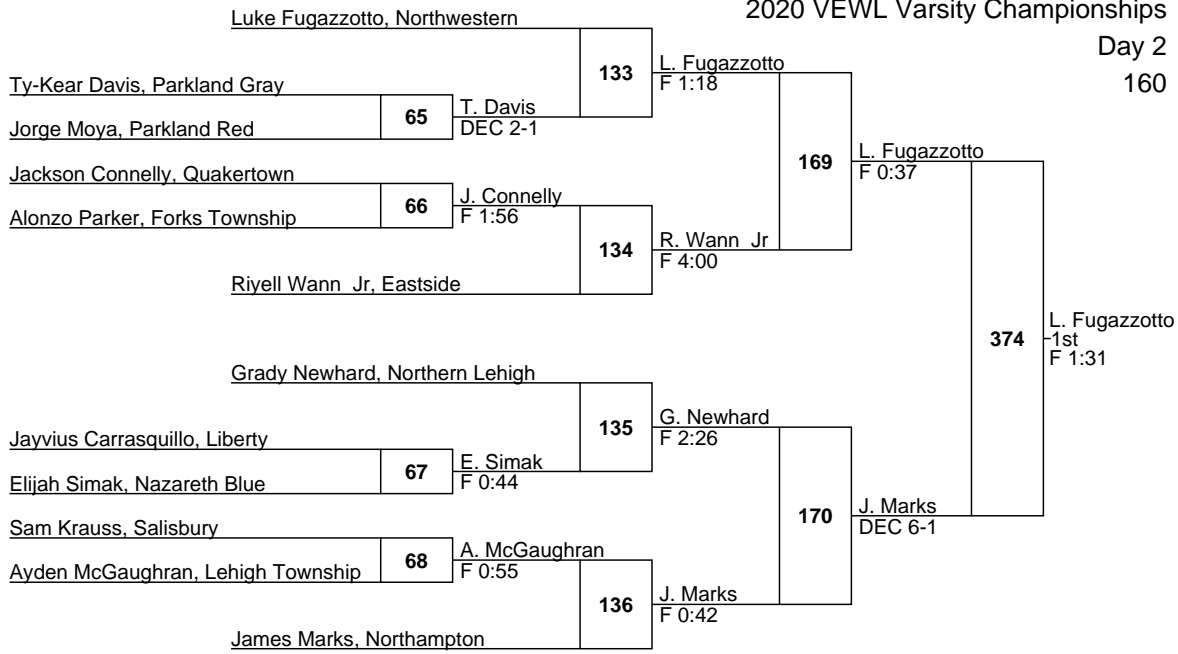 2020 VEWL Varsity Championships
Day 2
160
Luke Fugazzotto, Northwestern
133
L. Fugazzotto
F 1:18
Ty-Kear Davis, Parkland Gray
65
T. Davis
DEC 2-1
Jorge Moya, Parkland Red
169
L. Fugazzotto
F 0:37
Jackson Connelly, Quakertown
66
J. Connelly
F 1:56
Alonzo Parker, Forks Township
134
R. Wann  Jr
F 4:00
Riyell Wann  Jr, Eastside
374
L. Fugazzotto
1st
F 1:31
Grady Newhard, Northern Lehigh
135
G. Newhard
F 2:26
Jayvius Carrasquillo, Liberty
67
E. Simak
F 0:44
Elijah Simak, Nazareth Blue
170
J. Marks
DEC 6-1
Sam Krauss, Salisbury
68
A. McGaughran
F 0:55
Ayden McGaughran, Lehigh Township
136
J. Marks
F 0:42
James Marks, Northampton